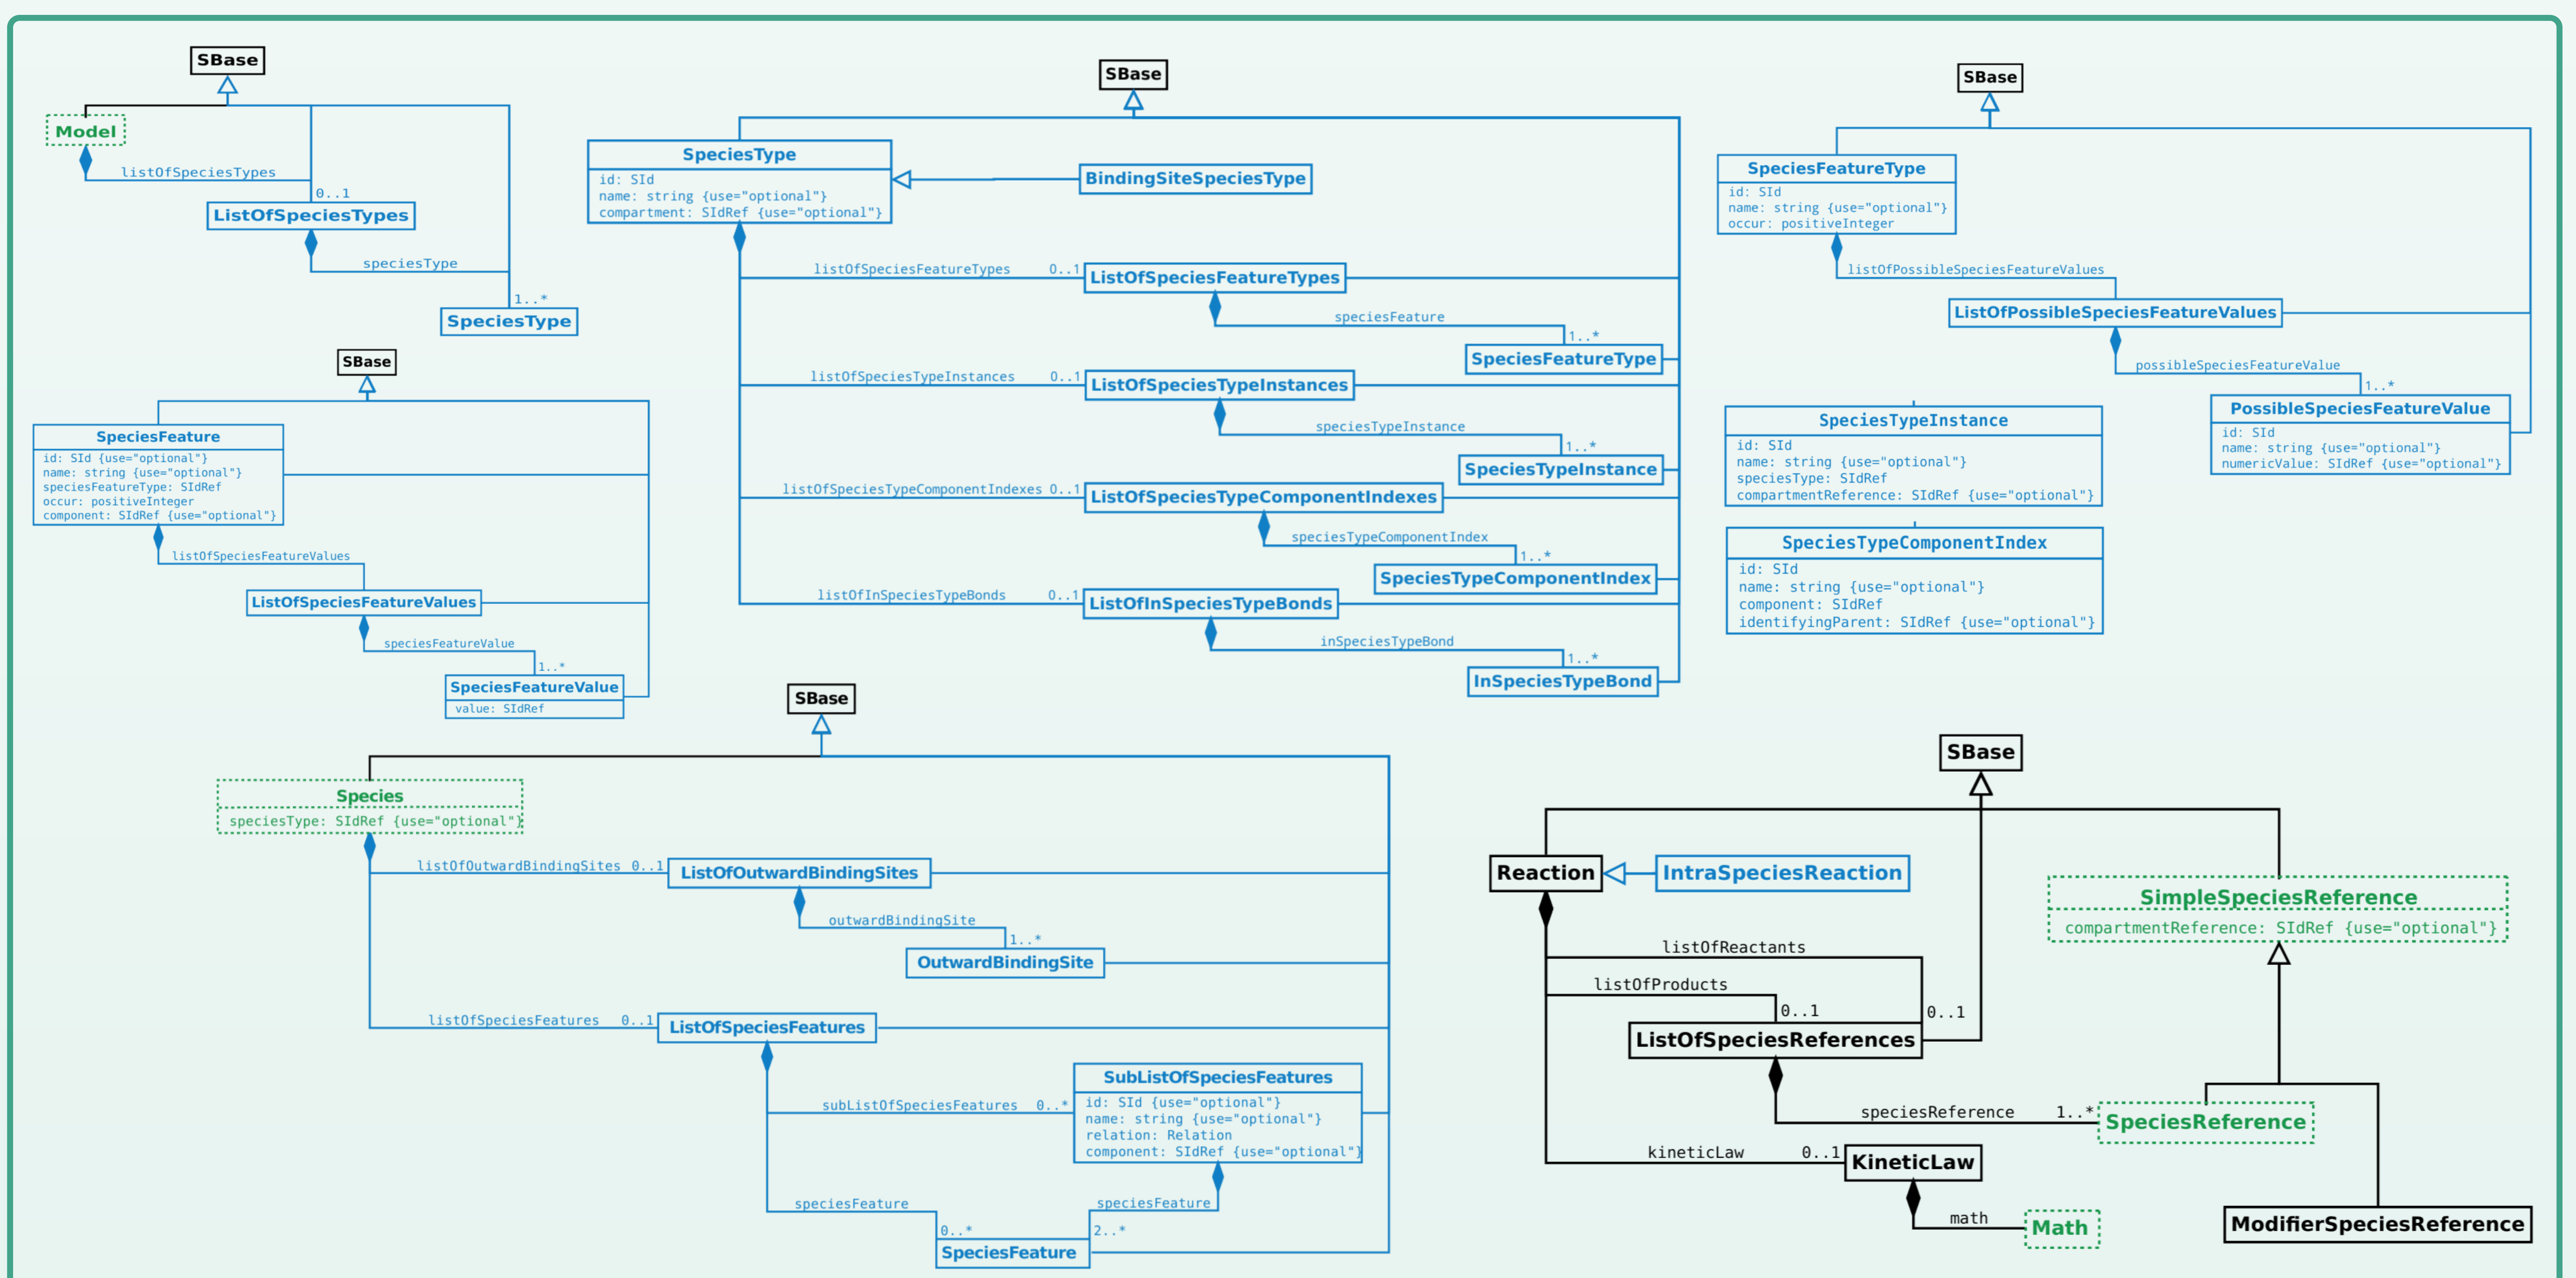 SBase
Model
listOfSpeciesTypes
0..1
ListOfSpeciesTypes
speciesType
1..*
SpeciesType
SBase
SpeciesType
id: SId
name: string {use="optional"}
compartment: SIdRef {use="optional"}
BindingSiteSpeciesType
listOfSpeciesFeatureTypes 0..1
ListOfSpeciesFeatureTypes
speciesFeature
1..*
SpeciesFeatureType
listOfSpeciesTypeInstances 0..1
ListOfSpeciesTypeInstances
speciesTypeInstance
1..*
SpeciesTypeInstance
listOfSpeciesTypeComponentIndexes 0..1
ListOfSpeciesTypeComponentIndexes
speciesTypeComponentIndex
1..*
SpeciesTypeComponentIndex
listOfInSpeciesTypeBonds 0..1
ListOfInSpeciesTypeBonds
inSpeciesTypeBond
1..*
InSpeciesTypeBond
SBase
SpeciesFeatureType
id: SId
name: string {use="optional"}
occur: positiveInteger
listOfPossibleSpeciesFeatureValues
ListOfPossibleSpeciesFeatureValues
possibleSpeciesFeatureValue
1..*
PossibleSpeciesFeatureValue
id: SId
name: string {use="optional"}
numericValue: SIdRef {use="optional"}
SpeciesTypeInstance
id: SId
name: string {use="optional"}
speciesType: SIdRef
compartmentReference: SIdRef {use="optional"}
SpeciesTypeComponentIndex
id: SId
name: string {use="optional"}
component: SIdRef
identifyingParent: SIdRef {use="optional"}
SBase
SpeciesFeature
id: SId {use="optional"}
name: string {use="optional"}
speciesFeatureType: SIdRef
occur: positiveInteger
component: SIdRef {use="optional"}
listOfSpeciesFeatureValues
ListOfSpeciesFeatureValues
speciesFeatureValue
1..*
SpeciesFeatureValue
value: SIdRef
SBase
Species
speciesType: SIdRef {use="optional"}
listOfOutwardBindingSites 0..1
ListOfOutwardBindingSites
outwardBindingSite
1..*
OutwardBindingSite
listOfSpeciesFeatures 0..1
ListOfSpeciesFeatures
subListOfSpeciesFeatures 0..*
SubListOfSpeciesFeatures
id: SId {use="optional"}
name: string {use="optional"}
relation: Relation
component: SIdRef {use="optional"}
speciesFeature
speciesFeature
0..*
2..*
SpeciesFeature
SBase
Reaction
IntraSpeciesReaction
SimpleSpeciesReference
compartmentReference: SIdRef {use="optional"}
listOfReactants
listOfProducts
0..1
0..1
ListOfSpeciesReferences
speciesReference 1..*
SpeciesReference
kineticLaw 0..1
KineticLaw
math
Math
ModifierSpeciesReference